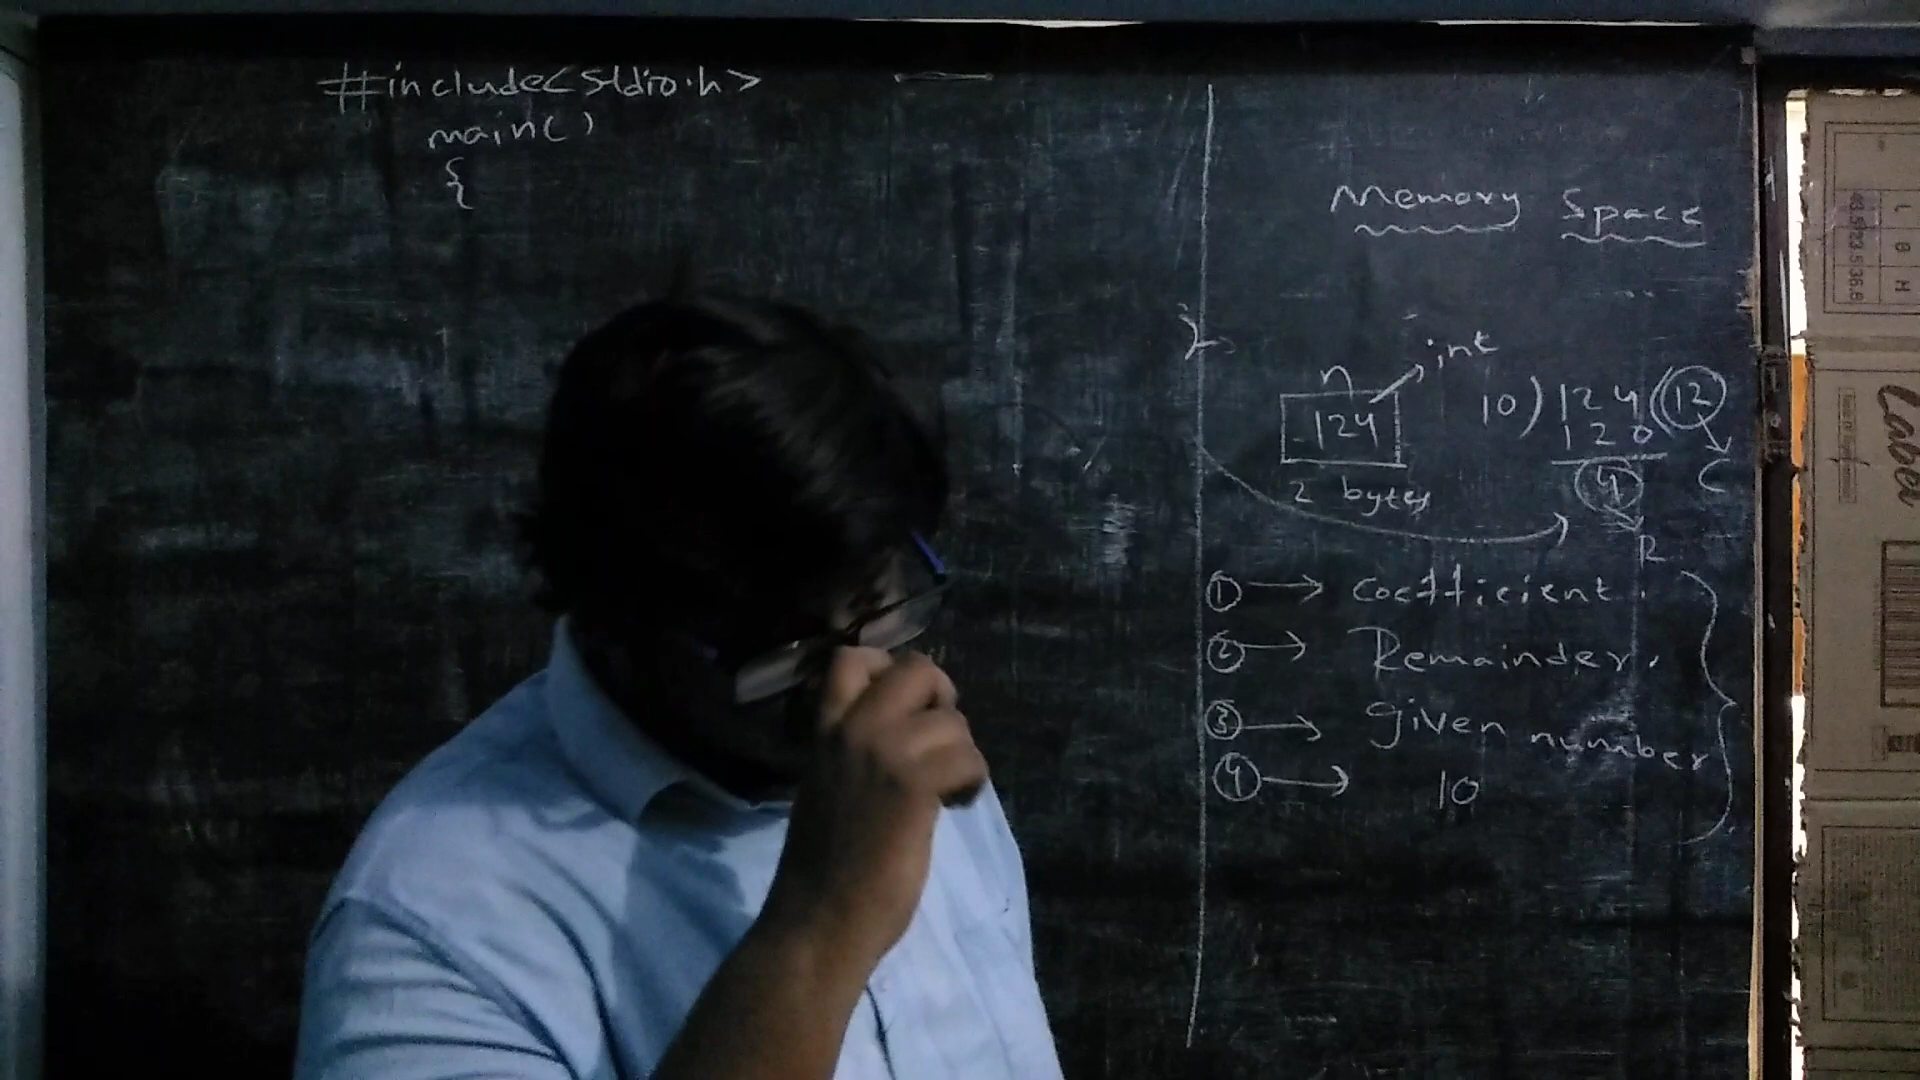 #include<stdio.h>
main()
{
Memory Space
}
n
int
124
2 bytes
10)124(12
120
4
C
R
① → Coefficient.
② → Remainder.
③ → given number
④ → 10
L B H
Label